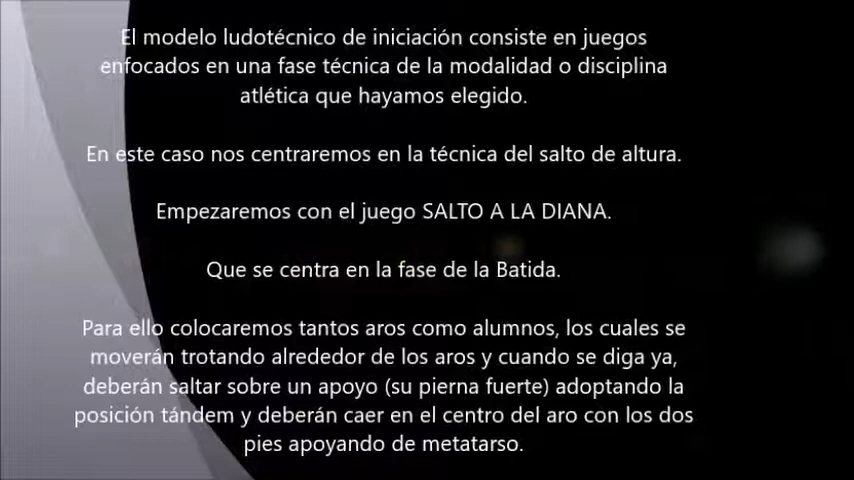 El modelo ludotécnico de iniciación consiste en juegos
enfocados en una fase técnica de la modalidad o disciplina
atlética que hayamos elegido.
En este caso nos centraremos en la técnica del salto de altura.
Empezaremos con el juego SALTO A LA DIANA.
Que se centra en la fase de la Batida.
Para ello colocaremos tantos aros como alumnos, los cuales se
moverán trotando alrededor de los aros y cuando se diga ya,
deberán saltar sobre un apoyo (su pierna fuerte) adoptando la
posición tándem y deberán caer en el centro del aro con los dos
pies apoyando de metatarso.